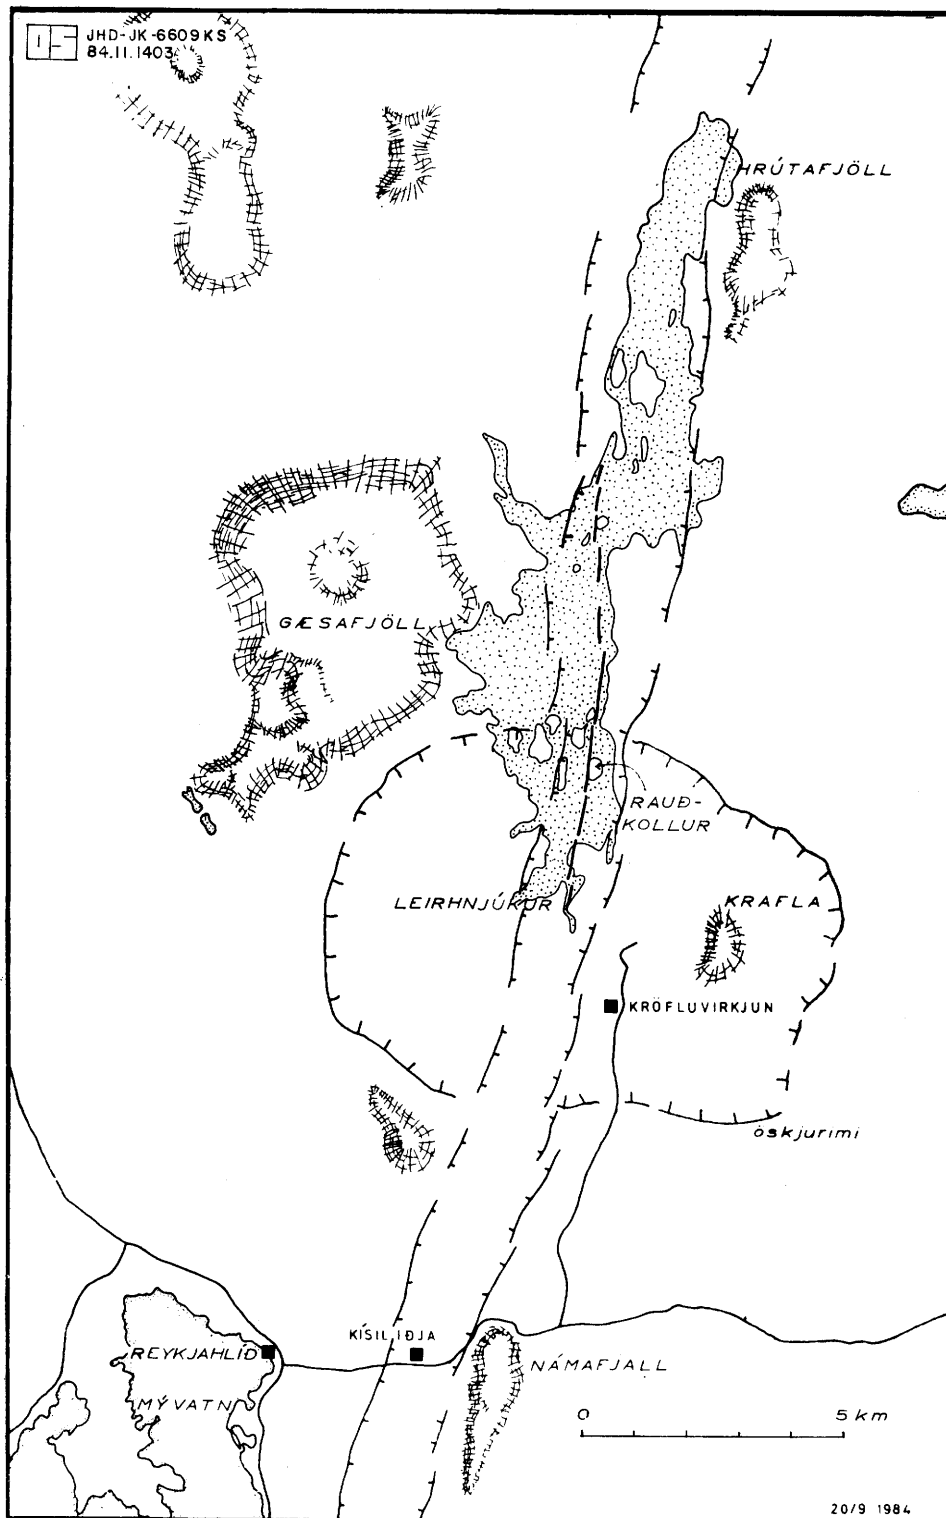 JHD-JK-6609 KS
84.11.1403
HRÚTAFJÖLL
GÆSAFJÖLL
RAUÐ-
KOLLUR
LEIRHNJÚKUR
KRAFLA
KRÖFLUVIRKJUN
öskjurimi
KÍSILIÐJA
REYKJAHLIÐ
NÁMAFJALL
MÝVATN
0 5 km
20/9 1984